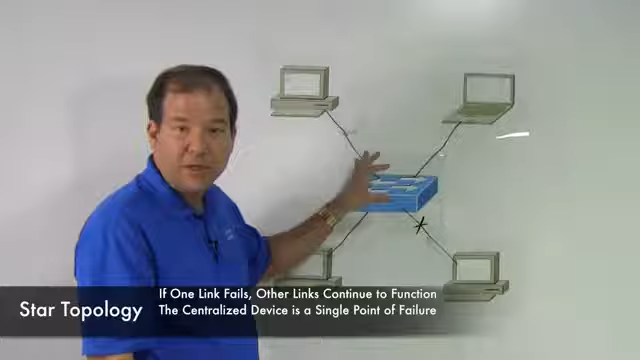 Star Topology
If One Link Fails, Other Links Continue to Function
The Centralized Device is a Single Point of Failure